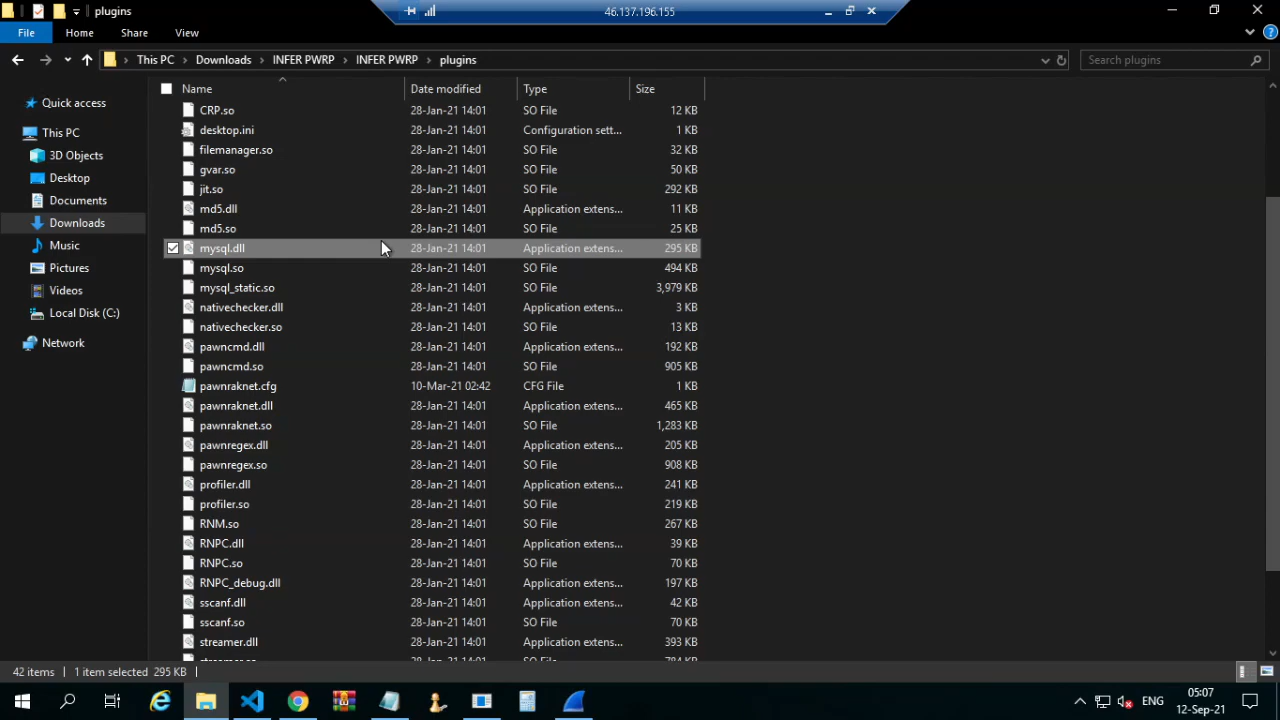 plugins
46.137.196.155
File Home Share View
This PC Downloads INFER PWRP INFER PWRP plugins
Search plugins
Name Date modified Type Size
Quick access
This PC
3D Objects
Desktop
Documents
Downloads
Music
Pictures
Videos
Local Disk (C:)
Network
CRP.so 28-Jan-21 14:01 SO File 12 KB
desktop.ini 28-Jan-21 14:01 Configuration sett... 1 KB
filemanager.so 28-Jan-21 14:01 SO File 32 KB
gvar.so 28-Jan-21 14:01 SO File 50 KB
jit.so 28-Jan-21 14:01 SO File 292 KB
md5.dll 28-Jan-21 14:01 Application extens... 11 KB
md5.so 28-Jan-21 14:01 SO File 25 KB
mysql.dll 28-Jan-21 14:01 Application extens... 295 KB
mysql.so 28-Jan-21 14:01 SO File 494 KB
mysql_static.so 28-Jan-21 14:01 SO File 3,979 KB
nativechecker.dll 28-Jan-21 14:01 Application extens... 3 KB
nativechecker.so 28-Jan-21 14:01 SO File 13 KB
pawncmd.dll 28-Jan-21 14:01 Application extens... 192 KB
pawncmd.so 28-Jan-21 14:01 SO File 905 KB
pawnraknet.cfg 10-Mar-21 02:42 CFG File 1 KB
pawnraknet.dll 28-Jan-21 14:01 Application extens... 465 KB
pawnraknet.so 28-Jan-21 14:01 SO File 1,283 KB
pawnregex.dll 28-Jan-21 14:01 Application extens... 205 KB
pawnregex.so 28-Jan-21 14:01 SO File 908 KB
profiler.dll 28-Jan-21 14:01 Application extens... 241 KB
profiler.so 28-Jan-21 14:01 SO File 219 KB
RNM.so 28-Jan-21 14:01 SO File 267 KB
RNPC.dll 28-Jan-21 14:01 Application extens... 39 KB
RNPC.so 28-Jan-21 14:01 SO File 70 KB
RNPC_debug.dll 28-Jan-21 14:01 Application extens... 197 KB
sscanf.dll 28-Jan-21 14:01 Application extens... 42 KB
sscanf.so 28-Jan-21 14:01 SO File 70 KB
streamer.dll 28-Jan-21 14:01 Application extens... 393 KB
streamer.so 28-Jan-21 14:01 SO File 784 KB
42 items 1 item selected 295 KB
ENG
05:07
12-Sep-21